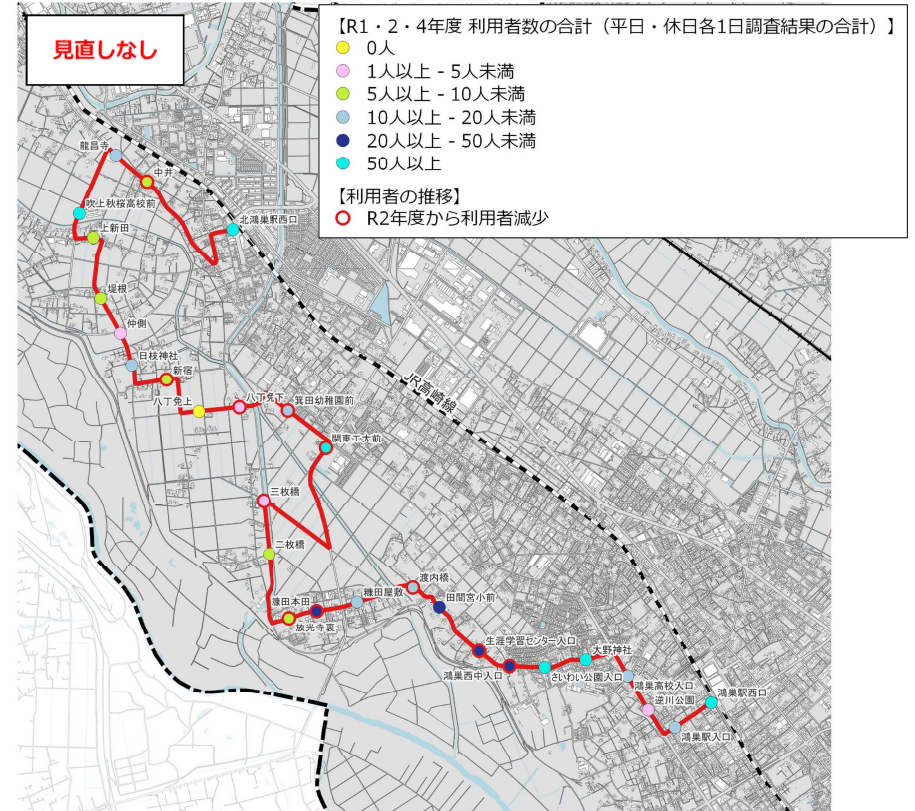 見直しなし
【R1・2・4年度 利用者数の合計（平日・休日各1日調査結果の合計）】
0人
1人以上 - 5人未満
5人以上 - 10人未満
10人以上 - 20人未満
20人以上 - 50人未満
50人以上
【利用者の推移】
R2年度から利用者減少
龍昌寺
中井
吹上秋桜高校前
北鴻巣駅西口
上新田
堤根
仲側
日枝神社
新宿
八丁免上
八丁免下
箕田幼稚園前
関東工大前
JR高崎線
三枚橋
二枚橋
糠田本田
放光寺裏
糠田屋敷
渡内橋
田間宮小前
生涯学習センター入口
鴻巣西中入口
さいわい公園入口
大野神社
鴻巣高校入口
逆川公園
鴻巣駅西口
鴻巣駅入口